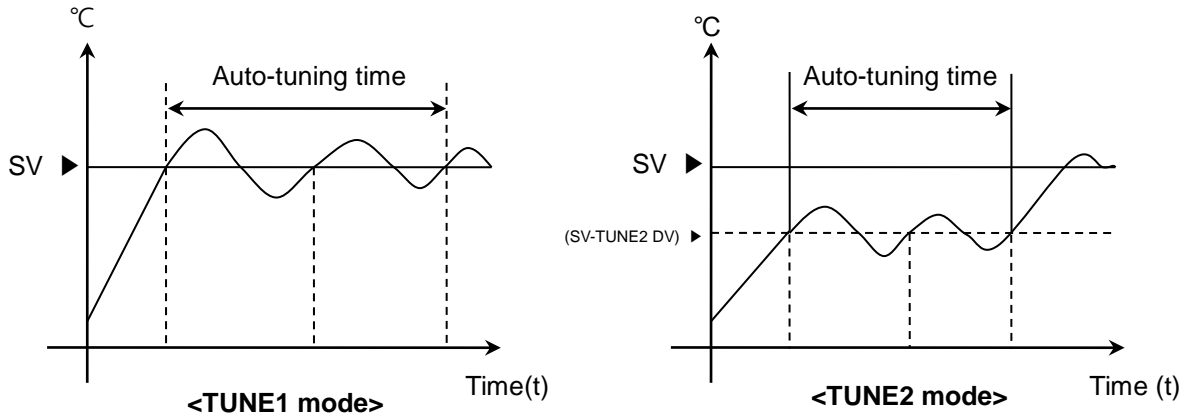 ℃
Auto-tuning time
SV ▶
Time(t)
<TUNE1 mode>
℃
Auto-tuning time
SV ▶
(SV-TUNE2 DV) ▶
Time (t)
<TUNE2 mode>